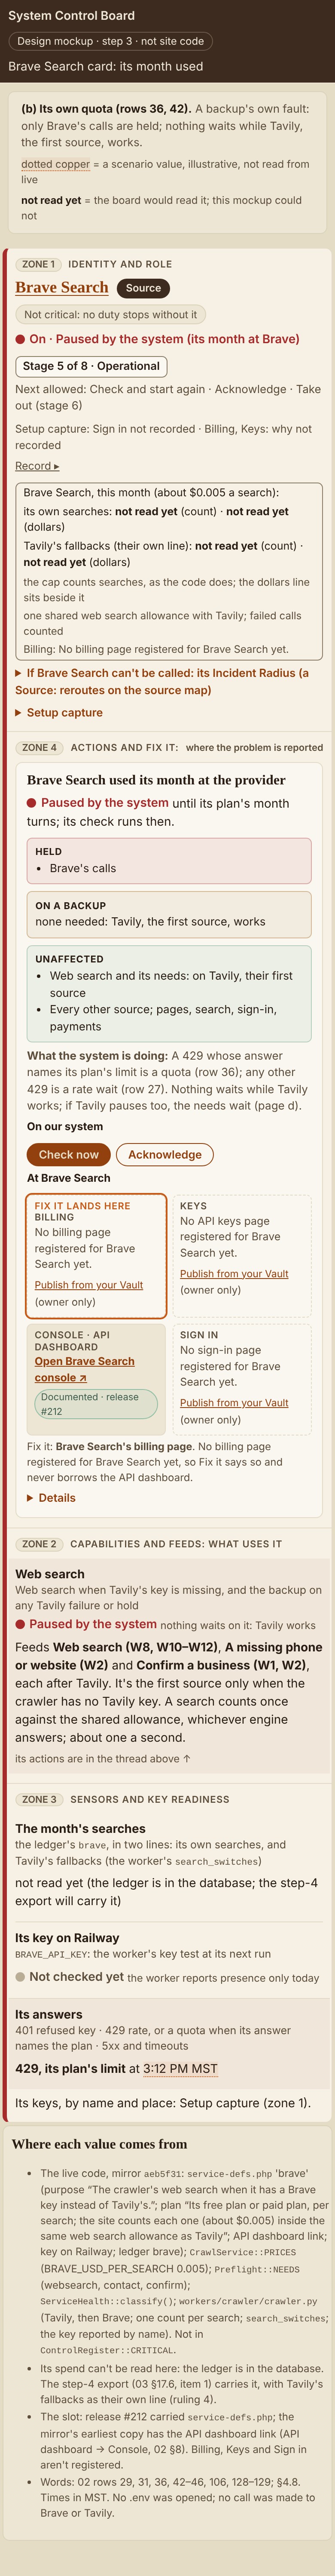 System Control Board
Design mockup · step 3 · not site code
Brave Search card: its month used
(b) Its own quota (rows 36, 42). A backup's own fault:
only Brave's calls are held; nothing waits while Tavily,
the first source, works.
dotted copper = a scenario value, illustrative, not read from
live
not read yet = the board would read it; this mockup could
not
ZONE 1 IDENTITY AND ROLE
Brave Search Source
Not critical: no duty stops without it
On · Paused by the system (its month at Brave)
Stage 5 of 8 · Operational
Next allowed: Check and start again · Acknowledge · Take
out (stage 6)
Setup capture: Sign in not recorded · Billing, Keys: why not
recorded
Record ▸
Brave Search, this month (about $0.005 a search):
its own searches: not read yet (count) · not read yet
(dollars)
Tavily's fallbacks (their own line): not read yet (count) ·
not read yet (dollars)
the cap counts searches, as the code does; the dollars line
sits beside it
one shared web search allowance with Tavily; failed calls
counted
Billing: No billing page registered for Brave Search yet.
▸ If Brave Search can't be called: its Incident Radius (a
Source: reroutes on the source map)
▸ Setup capture
ZONE 4 ACTIONS AND FIX IT: where the problem is reported
Brave Search used its month at the provider
Paused by the system until its plan's month
turns; its check runs then.
HELD
• Brave's calls
ON A BACKUP
none needed: Tavily, the first source, works
UNAFFECTED
• Web search and its needs: on Tavily, their first
source
• Every other source; pages, search, sign-in,
payments
What the system is doing: A 429 whose answer
names its plan's limit is a quota (row 36); any other
429 is a rate wait (row 27). Nothing waits while Tavily
works; if Tavily pauses too, the needs wait (page d).
On our system
Check now Acknowledge
At Brave Search
FIX IT LANDS HERE
BILLING
No billing page
registered for Brave
Search yet.
Publish from your Vault
(owner only)
KEYS
No API keys page
registered for Brave
Search yet.
Publish from your Vault
(owner only)
CONSOLE · API
DASHBOARD
Open Brave Search
console ↗
Documented · release
#212
SIGN IN
No sign-in page
registered for Brave
Search yet.
Publish from your Vault
(owner only)
Fix it: Brave Search's billing page. No billing page
registered for Brave Search yet, so Fix it says so and
never borrows the API dashboard.
▸ Details
ZONE 2 CAPABILITIES AND FEEDS: WHAT USES IT
Web search
Web search when Tavily's key is missing, and the backup on
any Tavily failure or hold
Paused by the system nothing waits on it: Tavily works
Feeds Web search (W8, W10–W12), A missing phone
or website (W2) and Confirm a business (W1, W2),
each after Tavily. It's the first source only when the
crawler has no Tavily key. A search counts once
against the shared allowance, whichever engine
answers; about one a second.
its actions are in the thread above ↑
ZONE 3 SENSORS AND KEY READINESS
The month's searches
the ledger's brave, in two lines: its own searches, and
Tavily's fallbacks (the worker's search_switches)
not read yet (the ledger is in the database; the step-4
export will carry it)
Its key on Railway
BRAVE_API_KEY: the worker's key test at its next run
Not checked yet the worker reports presence only today
Its answers
401 refused key · 429 rate, or a quota when its answer
names the plan · 5xx and timeouts
429, its plan's limit at 3:12 PM MST
Its keys, by name and place: Setup capture (zone 1).
Where each value comes from
• The live code, mirror aeb5f31: service-defs.php 'brave'
(purpose “The crawler's web search when it has a Brave
key instead of Tavily's.”; plan “Its free plan or paid plan, per
search; the site counts each one (about $0.005) inside the
same web search allowance as Tavily”; API dashboard link;
key on Railway; ledger brave); CrawlService::PRICES
(BRAVE_USD_PER_SEARCH 0.005); Preflight::NEEDS
(websearch, contact, confirm);
ServiceHealth::classify(); workers/crawler/crawler.py
(Tavily, then Brave; one count per search; search_switches;
the key reported by name). Not in
ControlRegister::CRITICAL.
• Its spend can't be read here: the ledger is in the database.
The step-4 export (03 §17.6, item 1) carries it, with Tavily's
fallbacks as their own line (ruling 4).
• The slot: release #212 carried service-defs.php; the
mirror's earliest copy has the API dashboard link (API
dashboard → Console, 02 §8). Billing, Keys and Sign in
aren't registered.
• Words: 02 rows 29, 31, 36, 42–46, 106, 128–129; §4.8.
Times in MST. No .env was opened; no call was made to
Brave or Tavily.